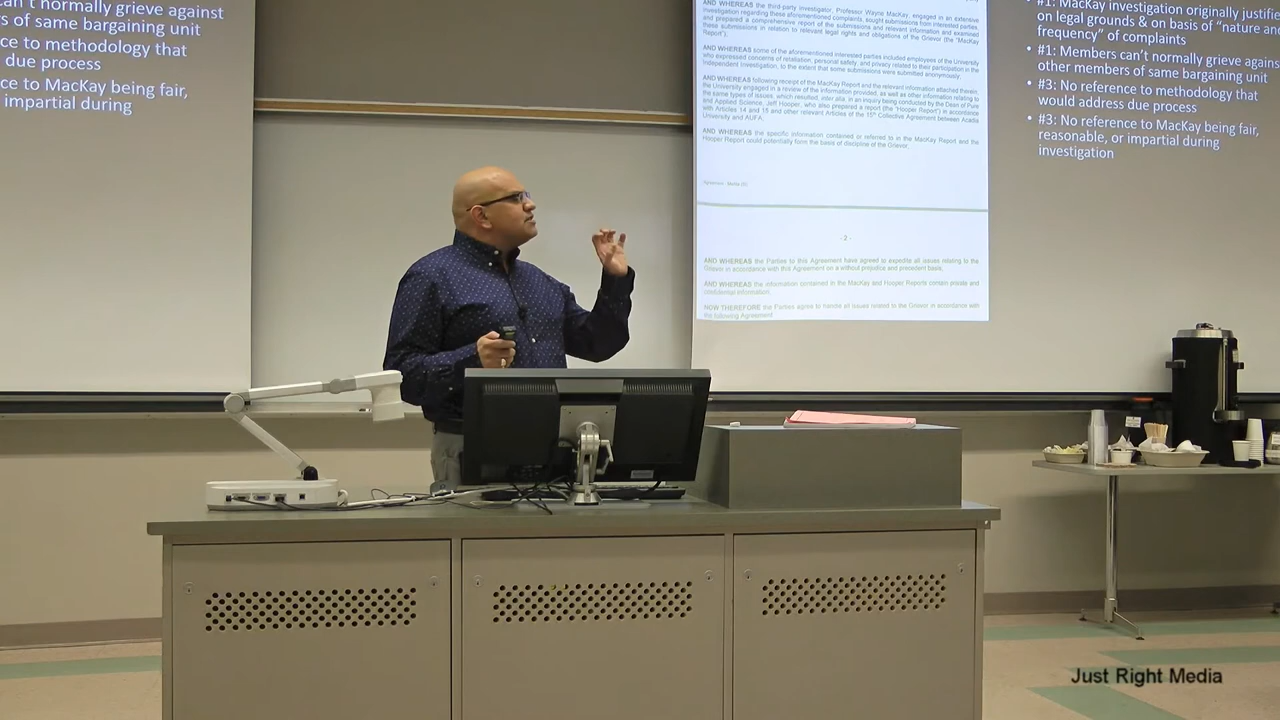 can't normally grieve against
rs of same bargaining unit
ce to methodology that
due process
ce to MacKay being fair,
impartial during
AND WHEREAS the third-party investigator, Professor Wayne MacKay, engaged in an extensive
investigation regarding these aforementioned complaints, sought submissions from interested parties,
and prepared a comprehensive report of the submissions and relevant information and examined
these submissions in relation to relevant legal rights and obligations of the Grievor (the "MacKay
Report");
AND WHEREAS some of the aforementioned interested parties included employees of the University
who expressed concerns of retaliation, personal safety, and privacy related to their participation in the
Independent Investigation, to the extent that some submissions were submitted anonymously;
AND WHEREAS following receipt of the MacKay Report and the relevant information attached therein,
the University engaged in a review of the information provided, as well as other information relating to
the same types of issues, which resulted, inter alia, in an inquiry being conducted by the Dean of Pure
and Applied Science, Jeff Hooper, who also prepared a report (the "Hooper Report") in accordance
with Articles 14 and 15 and other relevant Articles of the 15th Collective Agreement between Acadia
University and AUFA;
AND WHEREAS the specific information contained or referred to in the MacKay Report and the
Hooper Report could potentially form the basis of discipline of the Grievor;
- 2 -
AND WHEREAS the Parties to this Agreement have agreed to expedite all issues relating to the
Grievor in accordance with this Agreement on a without prejudice and precedent basis;
AND WHEREAS the information contained in the MacKay and Hooper Reports contain private and
confidential information;
NOW THEREFORE the Parties agree to handle all issues related to the Grievor in accordance with
the following Agreement
#1: MacKay investigation originally justifie
on legal grounds & on basis of "nature and
frequency" of complaints
• #1: Members can't normally grieve agains
other members of same bargaining unit
• #3: No reference to methodology that
would address due process
• #3: No reference to MacKay being fair,
reasonable, or impartial during
investigation
Just Right Media